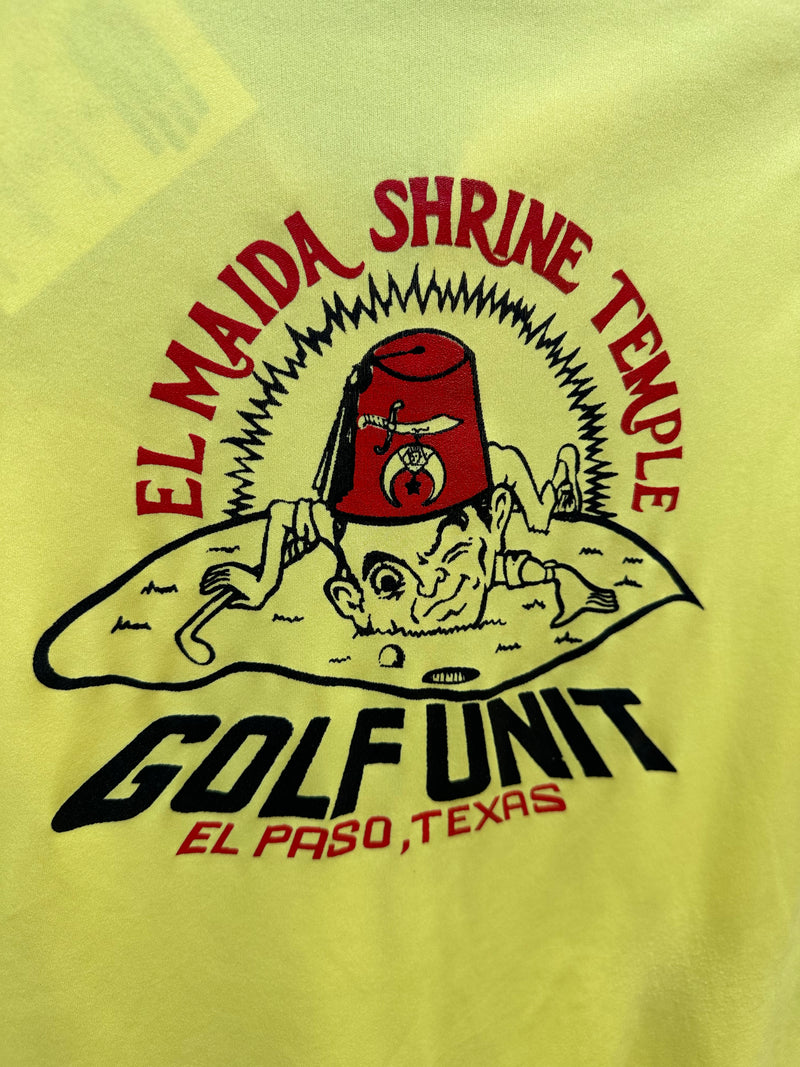 EL MAIDA SHRINE TEMPLE
GOLF UNIT
EL PASO, TEXAS